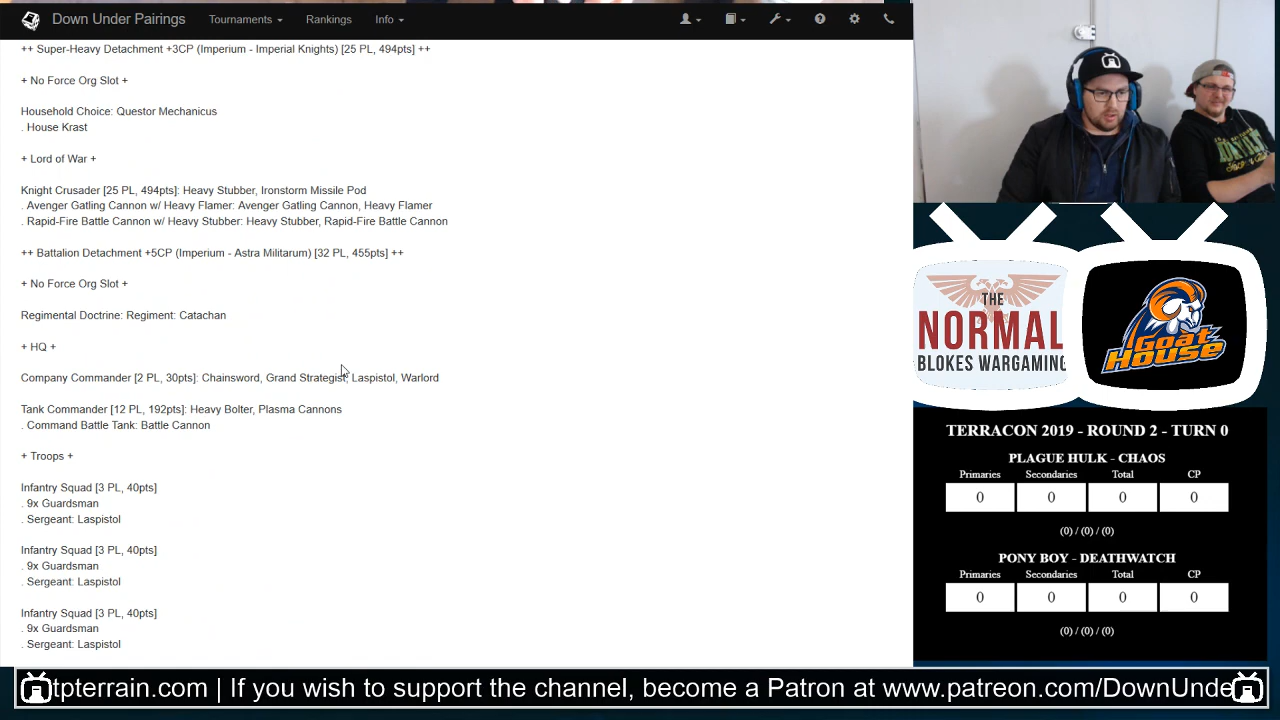 Down Under Pairings Tournaments Rankings Info
++ Super-Heavy Detachment +3CP (Imperium - Imperial Knights) [25 PL, 494pts] ++
+ No Force Org Slot +
Household Choice: Questor Mechanicus
. House Krast
+ Lord of War +
Knight Crusader [25 PL, 494pts]: Heavy Stubber, Ironstorm Missile Pod
. Avenger Gatling Cannon w/ Heavy Flamer: Avenger Gatling Cannon, Heavy Flamer
. Rapid-Fire Battle Cannon w/ Heavy Stubber: Heavy Stubber, Rapid-Fire Battle Cannon
++ Battalion Detachment +5CP (Imperium - Astra Militarum) [32 PL, 455pts] ++
+ No Force Org Slot +
Regimental Doctrine: Regiment: Catachan
+ HQ +
Company Commander [2 PL, 30pts]: Chainsword, Grand Strategist, Laspistol, Warlord
Tank Commander [12 PL, 192pts]: Heavy Bolter, Plasma Cannons
. Command Battle Tank: Battle Cannon
+ Troops +
Infantry Squad [3 PL, 40pts]
. 9x Guardsman
. Sergeant: Laspistol
Infantry Squad [3 PL, 40pts]
. 9x Guardsman
. Sergeant: Laspistol
Infantry Squad [3 PL, 40pts]
. 9x Guardsman
. Sergeant: Laspistol
THE
NORMAL
BLOKES WARGAMING
Goat
House
TERRACON 2019 - ROUND 2 - TURN 0
PLAGUE HULK - CHAOS
Primaries Secondaries Total CP
0 0 0 0
(0) / (0) / (0)
PONY BOY - DEATHWATCH
Primaries Secondaries Total CP
0 0 0 0
(0) / (0) / (0)
tpterrain.com | If you wish to support the channel, become a Patron at www.patreon.com/DownUnde